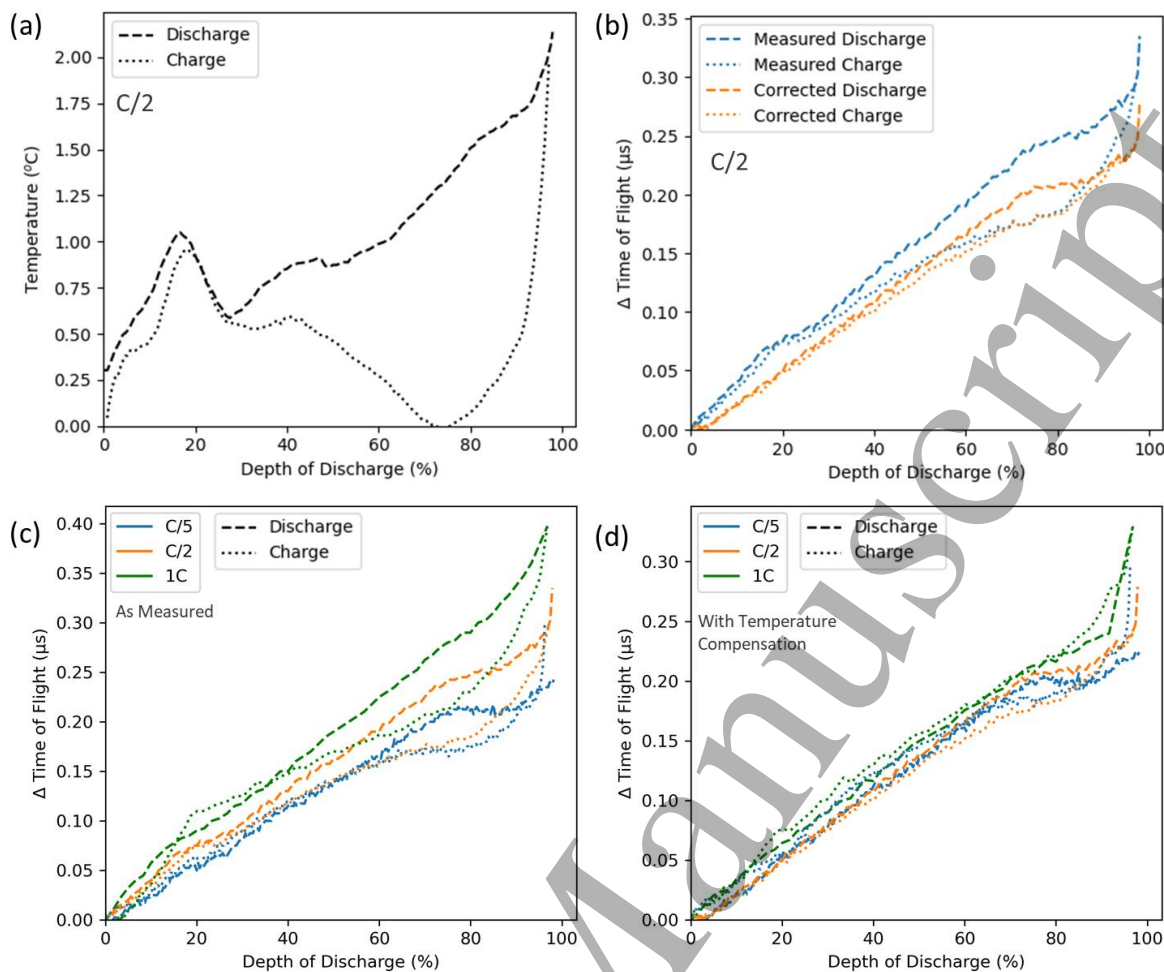 (a)
Discharge
Charge
C/2
2.00
1.75
1.50
1.25
1.00
0.75
0.50
0.25
0.00
Temperature (°C)
0 20 40 60 80 100
Depth of Discharge (%)
(b)
Measured Discharge
Measured Charge
Corrected Discharge
Corrected Charge
C/2
0.35
0.30
0.25
0.20
0.15
0.10
0.05
0.00
Δ Time of Flight (μs)
0 20 40 60 80 100
Depth of Discharge (%)
(c)
C/5
C/2
1C
Discharge
Charge
As Measured
0.40
0.35
0.30
0.25
0.20
0.15
0.10
0.05
0.00
Δ Time of Flight (μs)
0 20 40 60 80 100
Depth of Discharge (%)
(d)
C/5
C/2
1C
Discharge
Charge
With Temperature
Compensation
0.30
0.25
0.20
0.15
0.10
0.05
0.00
Δ Time of Flight (μs)
0 20 40 60 80 100
Depth of Discharge (%)
Manuscript